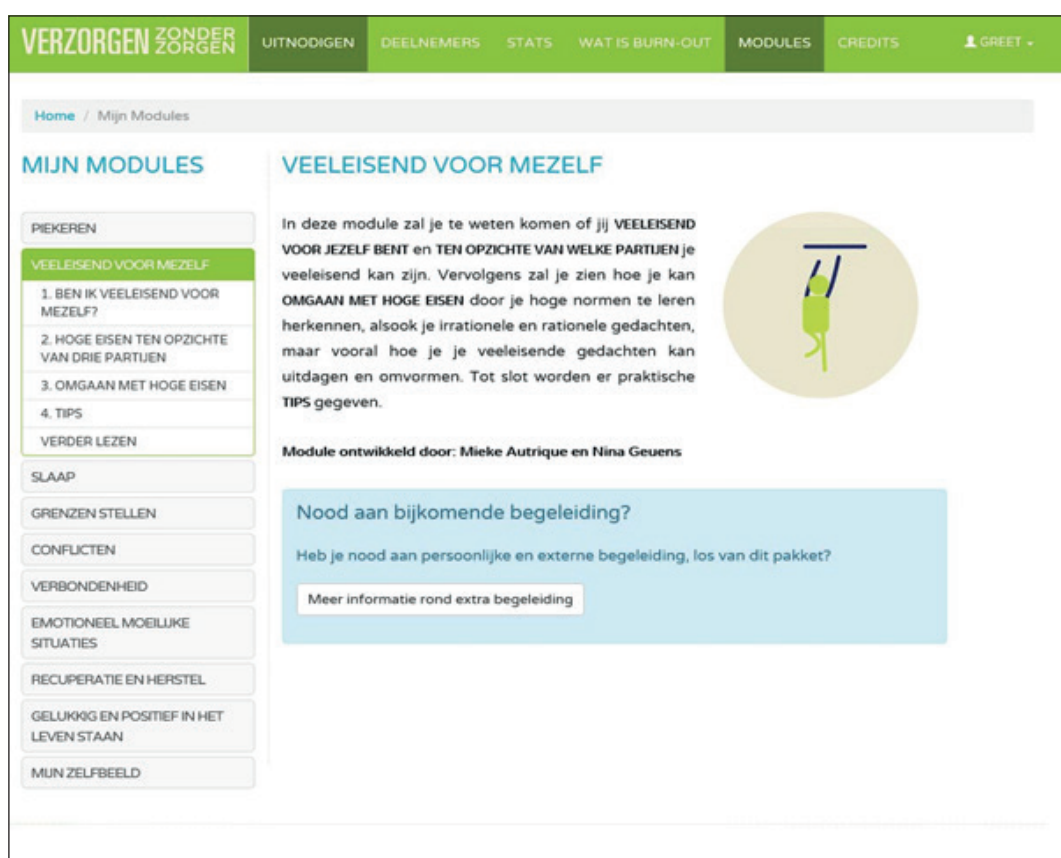 VERZORGEN ZONDER ZORGEN
UITNODIGEN DEELNEMERS STATS WAT IS BURN-OUT MODULES CREDITS GREET
Home / Mijn Modules
MIJN MODULES
PIEKEREN
VEELEISEND VOOR MEZELF
1. BEN IK VEELEISEND VOOR
MEZELF?
2. HOGE EISEN TEN OPZICHTE
VAN DRIE PARTIJEN
3. OMGAAN MET HOGE EISEN
4. TIPS
VERDER LEZEN
SLAAP
GRENZEN STELLEN
CONFLICTEN
VERBONDENHEID
EMOTIONEEL MOEILIJKE
SITUATIES
RECUPERATIE EN HERSTEL
GELUKKIG EN POSITIEF IN HET
LEVEN STAAN
MIJN ZELFBEELD
VEELEISEND VOOR MEZELF
In deze module zal je te weten komen of jij VEELEISEND
VOOR JEZELF BENT en TEN OPZICHTE VAN WELKE PARTIJEN je
veeleisend kan zijn. Vervolgens zal je zien hoe je kan
OMGAAN MET HOGE EISEN door je hoge normen te leren
herkennen, alsook je irrationele en rationele gedachten,
maar vooral hoe je je veeleisende gedachten kan
uitdagen en omvormen. Tot slot worden er praktische
TIPS gegeven.
Module ontwikkeld door: Mieke Autrique en Nina Geuens
Nood aan bijkomende begeleiding?
Heb je nood aan persoonlijke en externe begeleiding, los van dit pakket?
Meer informatie rond extra begeleiding